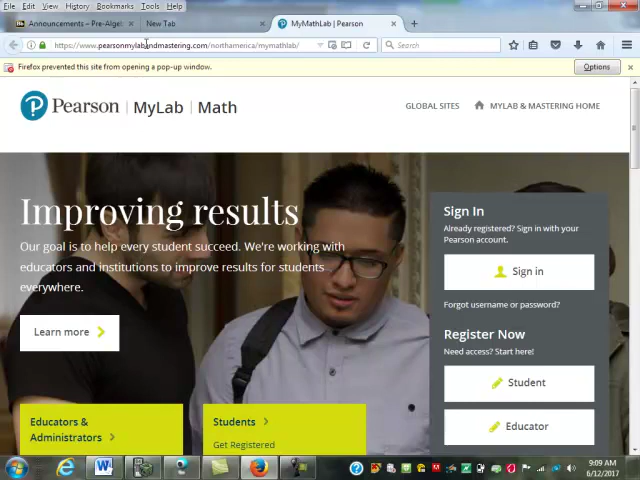 File Edit View History Bookmarks Tools Help
Announcements – Pre-Algeb
New Tab
MyMathLab | Pearson
https://www.pearsonmylabandmastering.com/northamerica/mymathlab/
Search
Firefox prevented this site from opening a pop-up window.
Options
Pearson | MyLab | Math
GLOBAL SITES
MYLAB & MASTERING HOME
Improving results
Our goal is to help every student succeed. We're working with
educators and institutions to improve results for students
everywhere.
Learn more
Sign In
Already registered? Sign in with your
Pearson account.
Sign in
Forgot username or password?
Register Now
Need access? Start here!
Student
Educator
Educators &
Administrators
Students
Get Registered
9:09 AM
6/12/2017